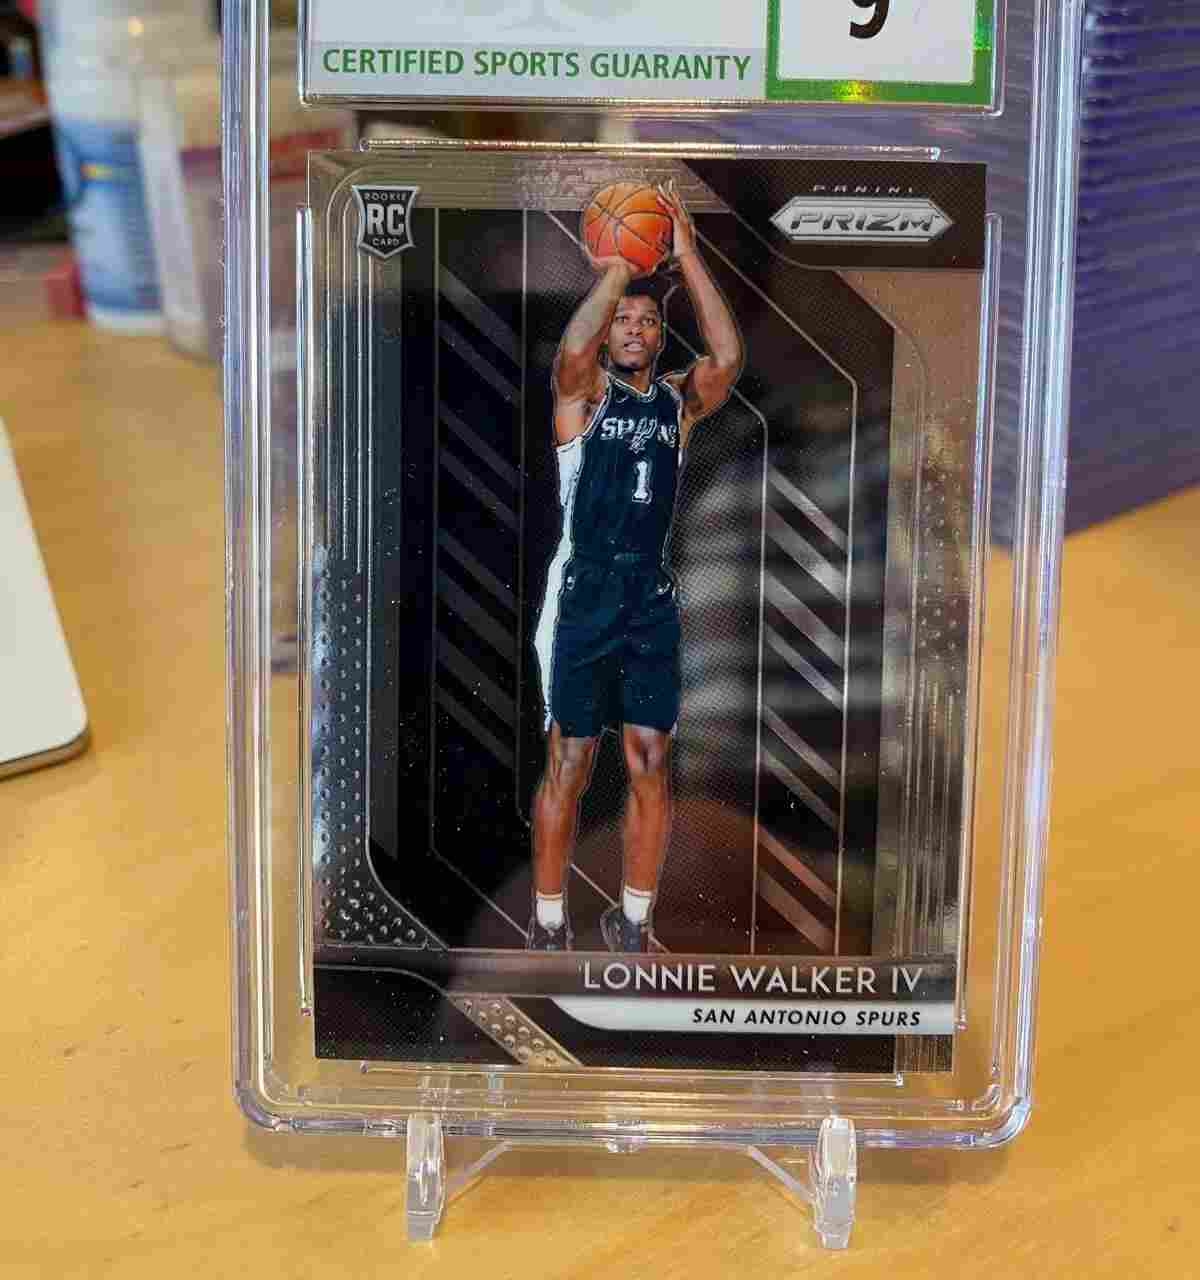 9
CERTIFIED SPORTS GUARANTY
ROOKIE
RC
CARD
PANINI
PRIZM
SPURS
1
LONNIE WALKER IV
SAN ANTONIO SPURS